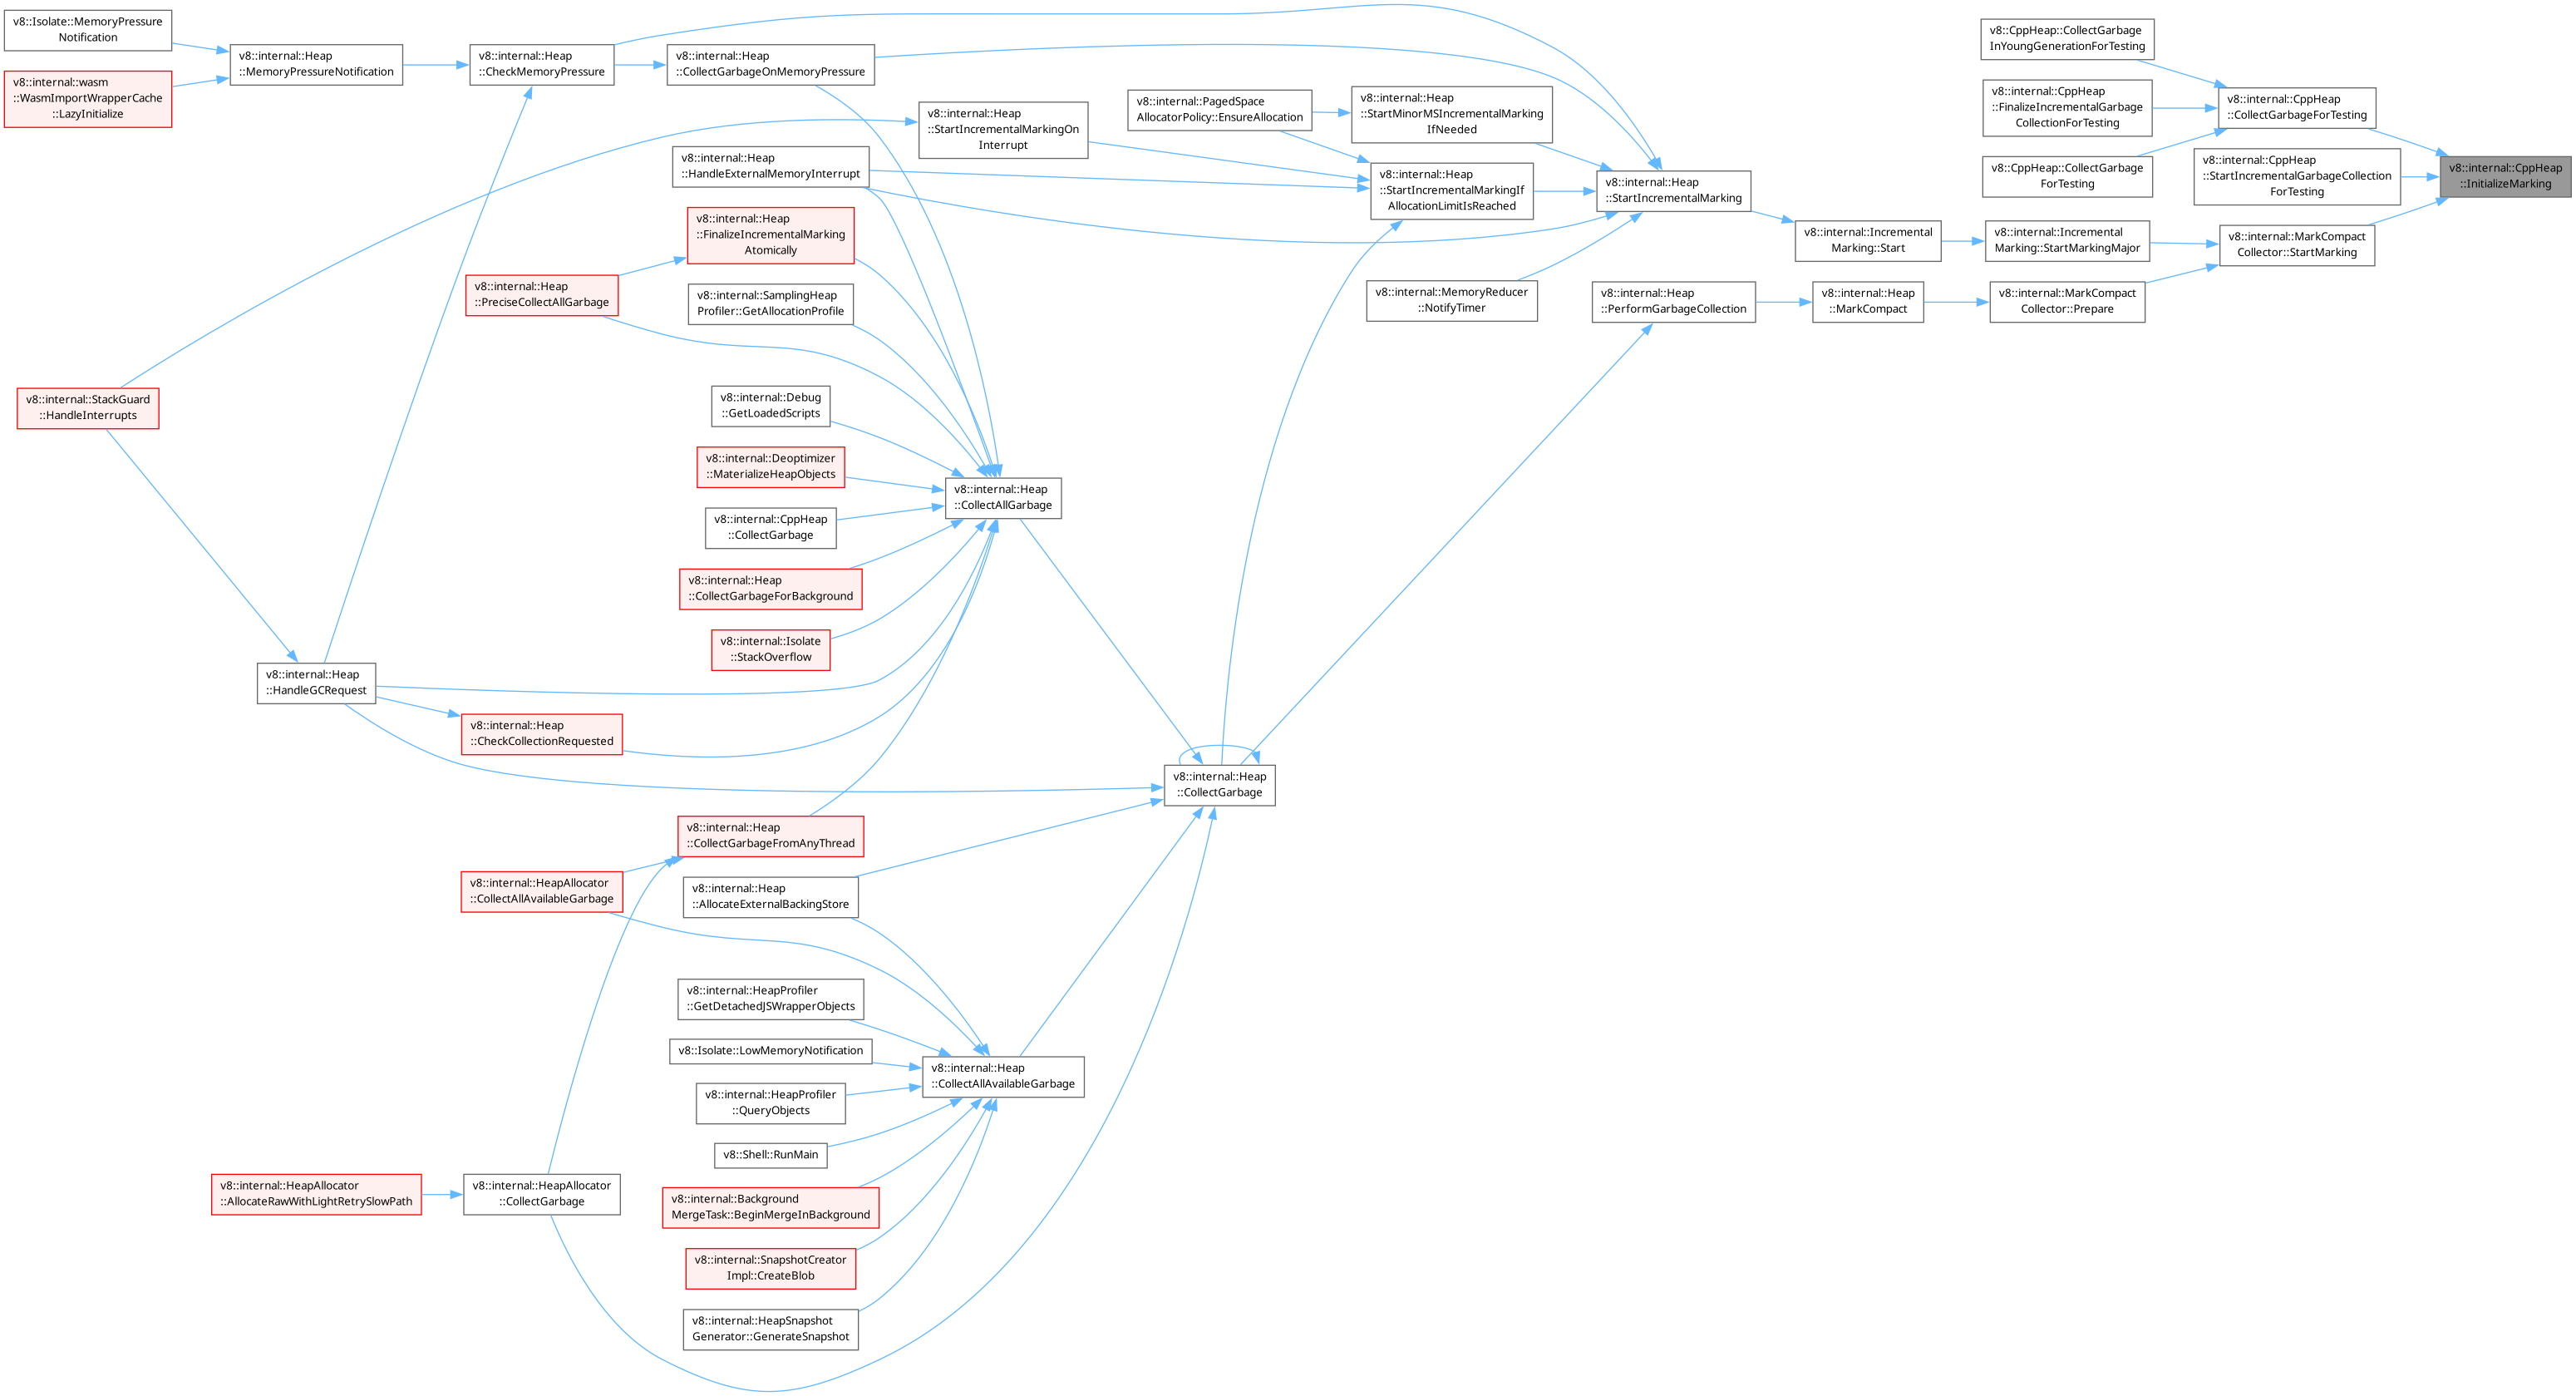 v8::Isolate::MemoryPressure
Notification
v8::internal::wasm
::WasmImportWrapperCache
::LazyInitialize
v8::internal::Heap
::MemoryPressureNotification
v8::internal::Heap
::CheckMemoryPressure
v8::internal::Heap
::CollectGarbageOnMemoryPressure
v8::internal::Heap
::StartIncrementalMarkingOn
Interrupt
v8::internal::Heap
::HandleExternalMemoryInterrupt
v8::internal::PagedSpace
AllocatorPolicy::EnsureAllocation
v8::internal::Heap
::StartMinorMSIncrementalMarking
IfNeeded
v8::internal::Heap
::StartIncrementalMarkingIf
AllocationLimitIsReached
v8::internal::Heap
::StartIncrementalMarking
v8::CppHeap::CollectGarbage
InYoungGenerationForTesting
v8::internal::CppHeap
::FinalizeIncrementalGarbage
CollectionForTesting
v8::CppHeap::CollectGarbage
ForTesting
v8::internal::CppHeap
::CollectGarbageForTesting
v8::internal::CppHeap
::StartIncrementalGarbageCollection
ForTesting
v8::internal::CppHeap
::InitializeMarking
v8::internal::Heap
::FinalizeIncrementalMarking
Atomically
v8::internal::Heap
::PreciseCollectAllGarbage
v8::internal::SamplingHeap
Profiler::GetAllocationProfile
v8::internal::MemoryReducer
::NotifyTimer
v8::internal::Incremental
Marking::Start
v8::internal::Incremental
Marking::StartMarkingMajor
v8::internal::MarkCompact
Collector::StartMarking
v8::internal::Heap
::PerformGarbageCollection
v8::internal::Heap
::MarkCompact
v8::internal::MarkCompact
Collector::Prepare
v8::internal::StackGuard
::HandleInterrupts
v8::internal::Debug
::GetLoadedScripts
v8::internal::Deoptimizer
::MaterializeHeapObjects
v8::internal::Heap
::CollectAllGarbage
v8::internal::CppHeap
::CollectGarbage
v8::internal::Heap
::CollectGarbageForBackground
v8::internal::Isolate
::StackOverflow
v8::internal::Heap
::HandleGCRequest
v8::internal::Heap
::CheckCollectionRequested
v8::internal::Heap
::CollectGarbage
v8::internal::Heap
::CollectGarbageFromAnyThread
v8::internal::HeapAllocator
::CollectAllAvailableGarbage
v8::internal::Heap
::AllocateExternalBackingStore
v8::internal::HeapProfiler
::GetDetachedJSWrapperObjects
v8::Isolate::LowMemoryNotification
v8::internal::Heap
::CollectAllAvailableGarbage
v8::internal::HeapProfiler
::QueryObjects
v8::Shell::RunMain
v8::internal::HeapAllocator
::AllocateRawWithLightRetrySlowPath
v8::internal::HeapAllocator
::CollectGarbage
v8::internal::Background
MergeTask::BeginMergeInBackground
v8::internal::SnapshotCreator
Impl::CreateBlob
v8::internal::HeapSnapshot
Generator::GenerateSnapshot